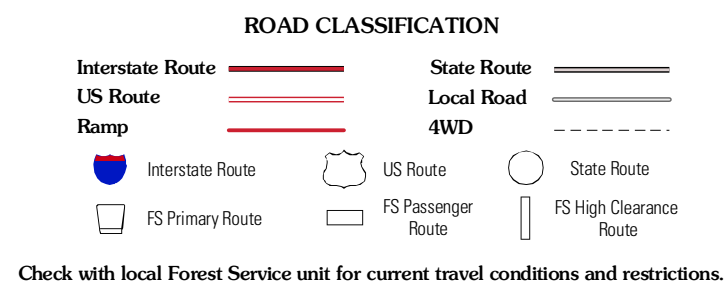 ROAD CLASSIFICATION
Interstate Route
State Route
US Route
Local Road
Ramp
4WD
Interstate Route
US Route
State Route
FS Primary Route
FS Passenger
Route
FS High Clearance
Route
Check with local Forest Service unit for current travel conditions and restrictions.